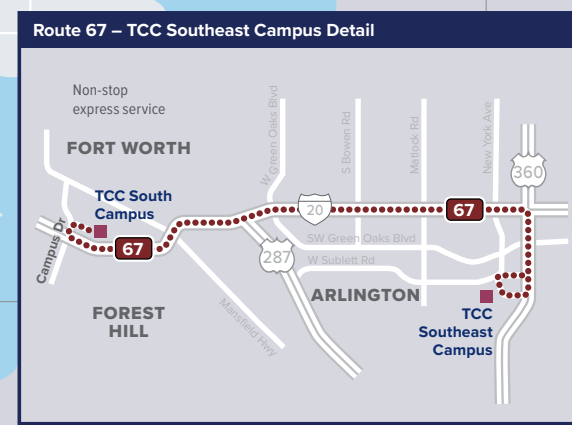 Route 67 – TCC Southeast Campus Detail
Non-stop
express service
FORT WORTH
TCC South
Campus
Campus Dr
67
FOREST
HILL
Mansfield Hwy
W Green Oaks Blvd
S Bowen Rd
Matlock Rd
New York Ave
360
20
67
287
SW Green Oaks Blvd
W Sublett Rd
ARLINGTON
TCC
Southeast
Campus